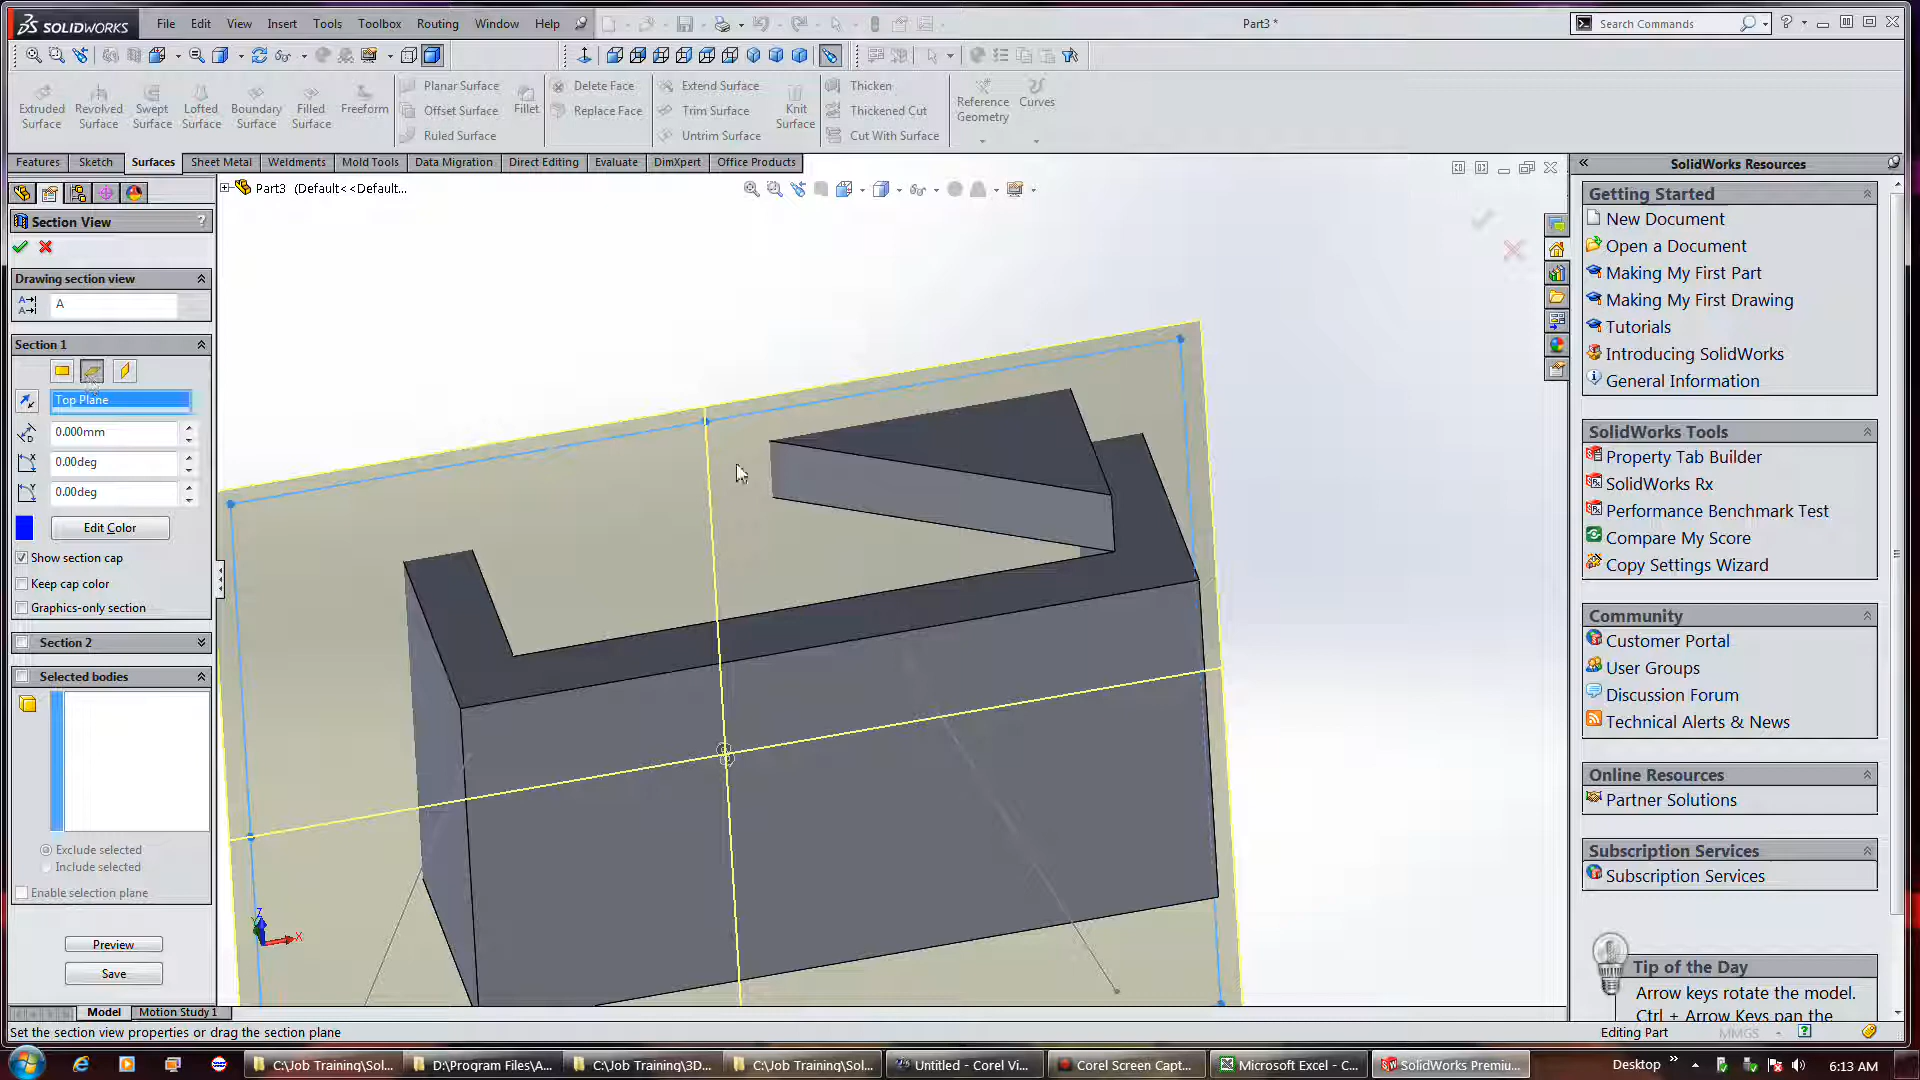 SOLIDWORKS File Edit View Insert Tools Toolbox Routing Window Help Part3 * Search Commands
Extruded Surface
Revolved Surface
Swept Surface
Lofted Surface
Boundary Surface
Filled Surface
Freeform
Planar Surface
Offset Surface
Ruled Surface
Fillet
Delete Face
Replace Face
Extend Surface
Trim Surface
Untrim Surface
Knit Surface
Thicken
Thickened Cut
Cut With Surface
Reference Geometry
Curves
Features Sketch Surfaces Sheet Metal Weldments Mold Tools Data Migration Direct Editing Evaluate DimXpert Office Products
Part3 (Default<<Default...
Section View ?
Drawing section view
A
Section 1
Top Plane
0.000mm
0.00deg
0.00deg
Edit Color
Show section cap
Keep cap color
Graphics-only section
Section 2
Selected bodies
Exclude selected
Include selected
Enable selection plane
Preview
Save
Z
X
SolidWorks Resources
Getting Started
New Document
Open a Document
Making My First Part
Making My First Drawing
Tutorials
Introducing SolidWorks
General Information
SolidWorks Tools
Property Tab Builder
SolidWorks Rx
Performance Benchmark Test
Compare My Score
Copy Settings Wizard
Community
Customer Portal
User Groups
Discussion Forum
Technical Alerts & News
Online Resources
Partner Solutions
Subscription Services
Subscription Services
Tip of the Day
Arrow keys rotate the model.
Ctrl + Arrow Keys pan the
Model Motion Study 1
Set the section view properties or drag the section plane
Editing Part MMGS
C:\Job Training\Sol... D:\Program Files\A... C:\Job Training\3D... C:\Job Training\Sol... Untitled - Corel Vi... Corel Screen Capt... Microsoft Excel - C... SolidWorks Premiu... Desktop 6:13 AM